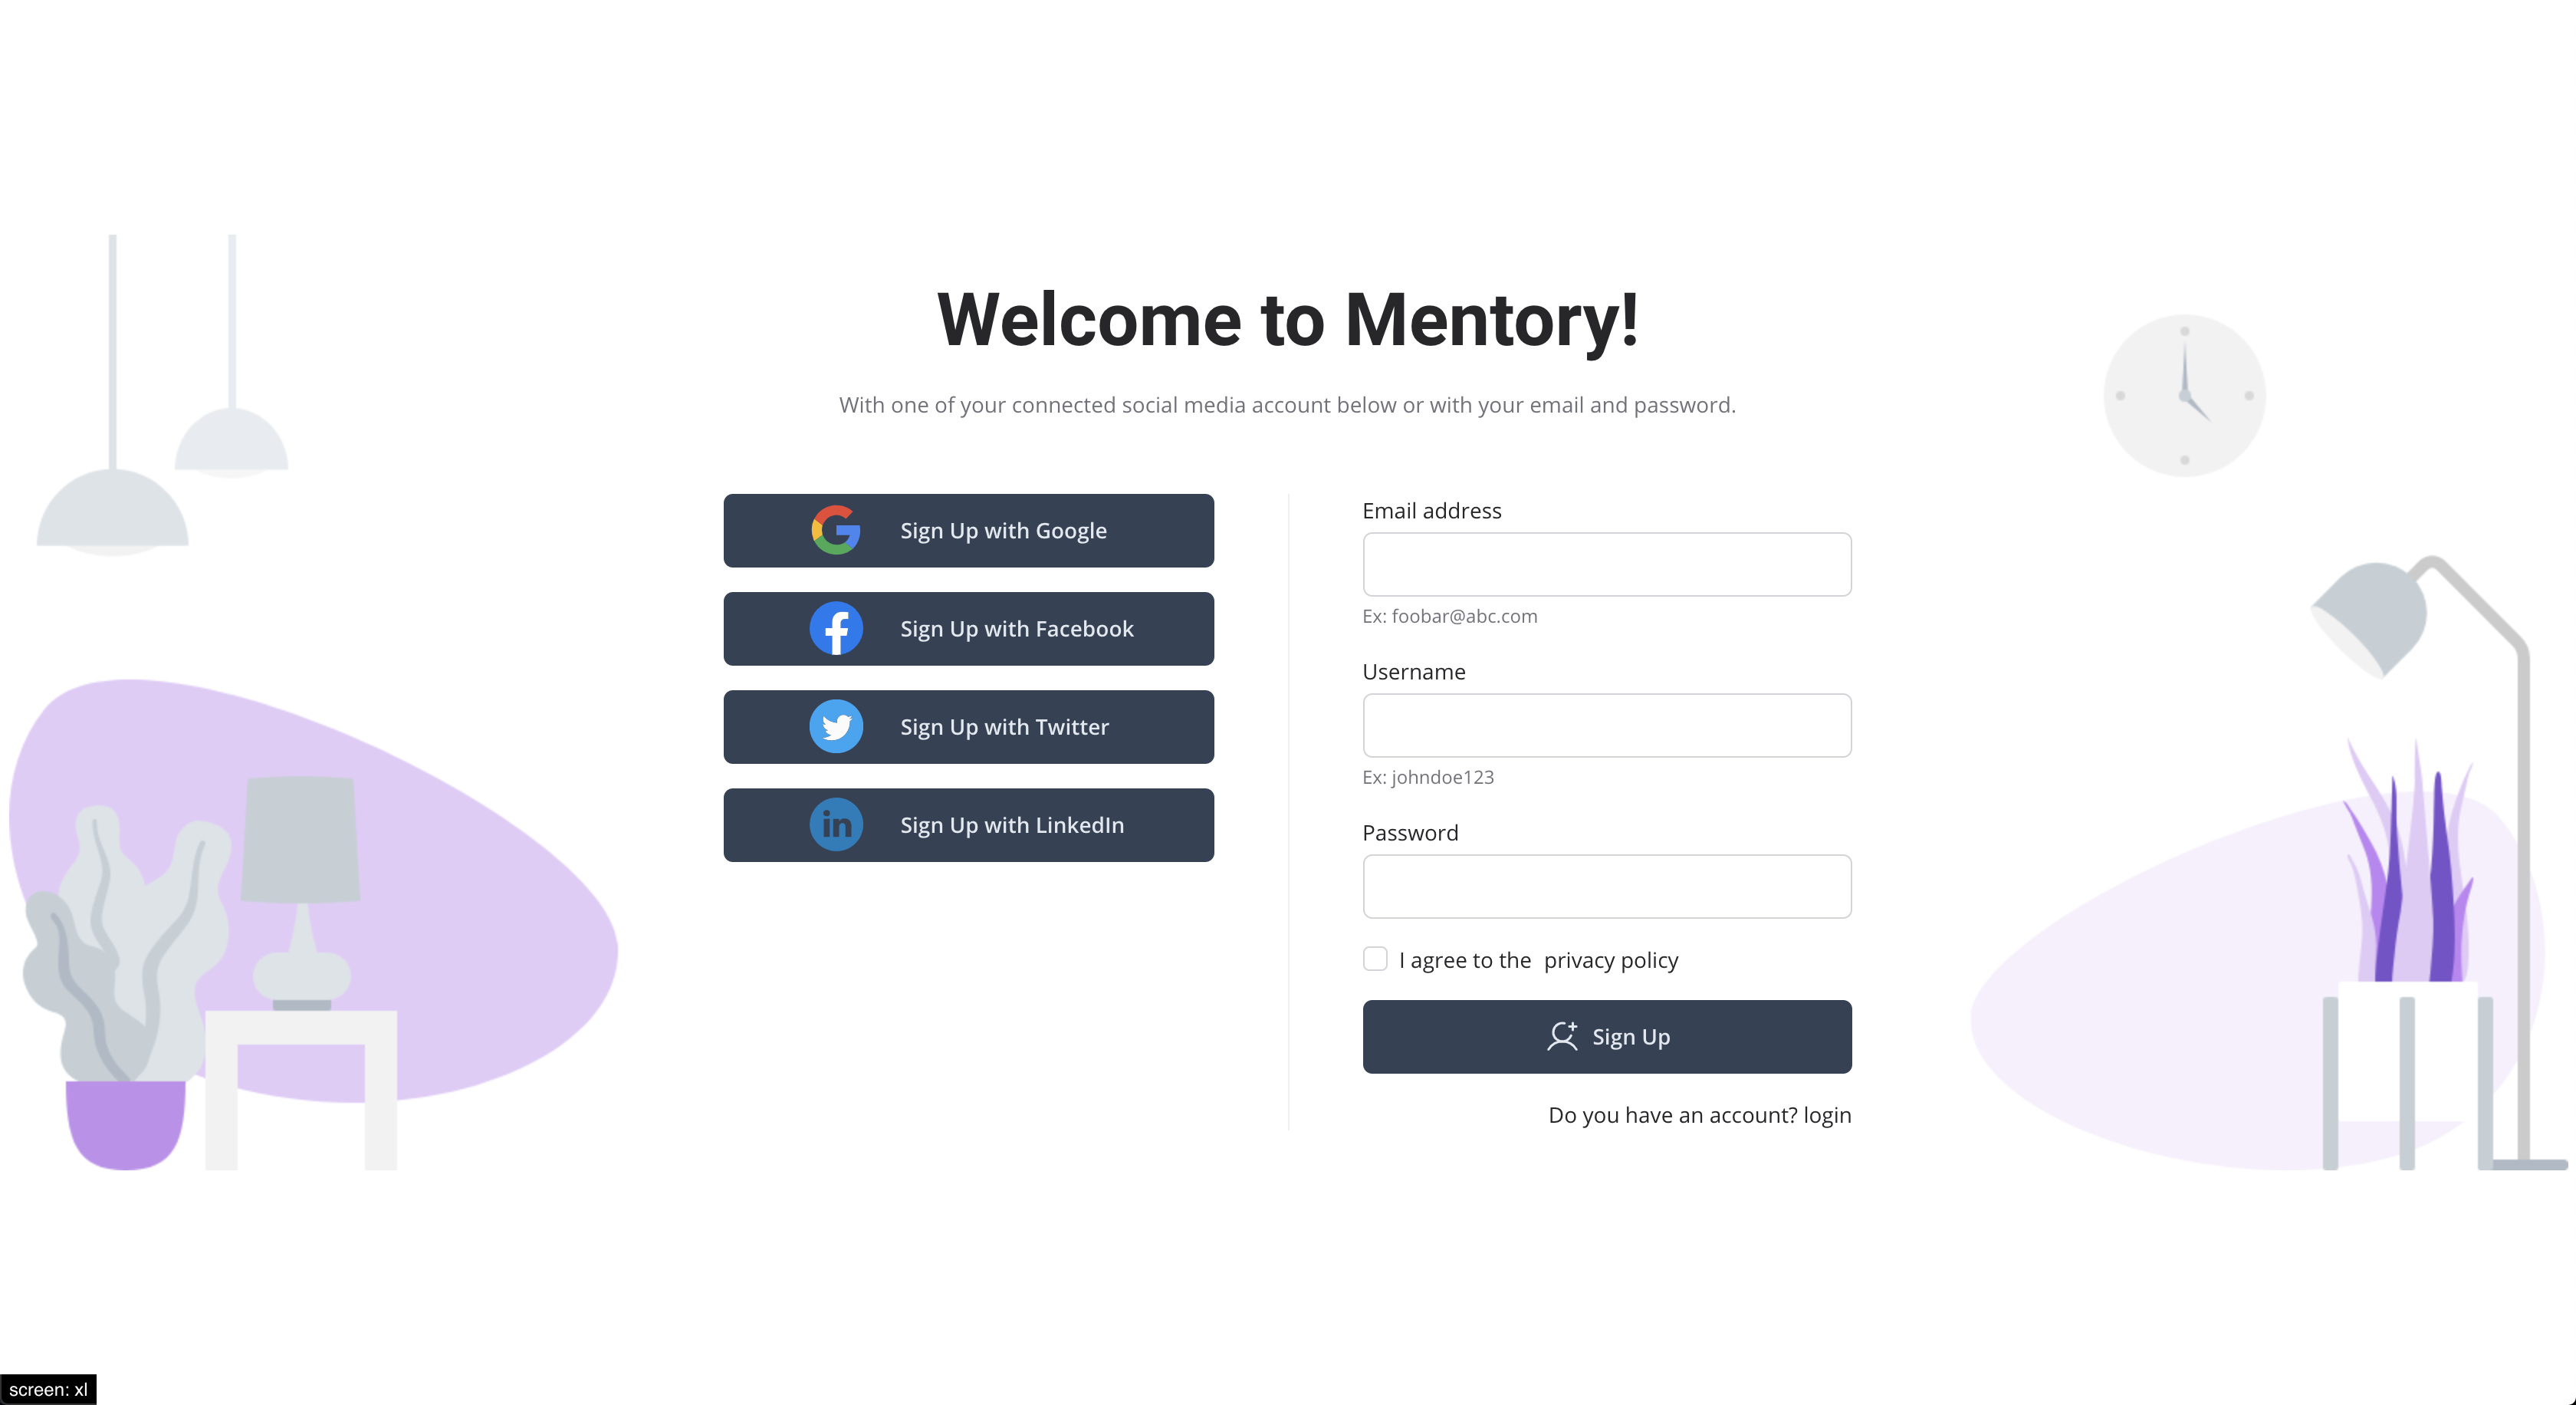 Welcome to Mentory!
With one of your connected social media account below or with your email and password.
Sign Up with Google
Sign Up with Facebook
Sign Up with Twitter
in Sign Up with LinkedIn
Email address
Ex: foobar@abc.com
Username
Ex: johndoe123
Password
I agree to the privacy policy
Sign Up
Do you have an account? login
screen: xl